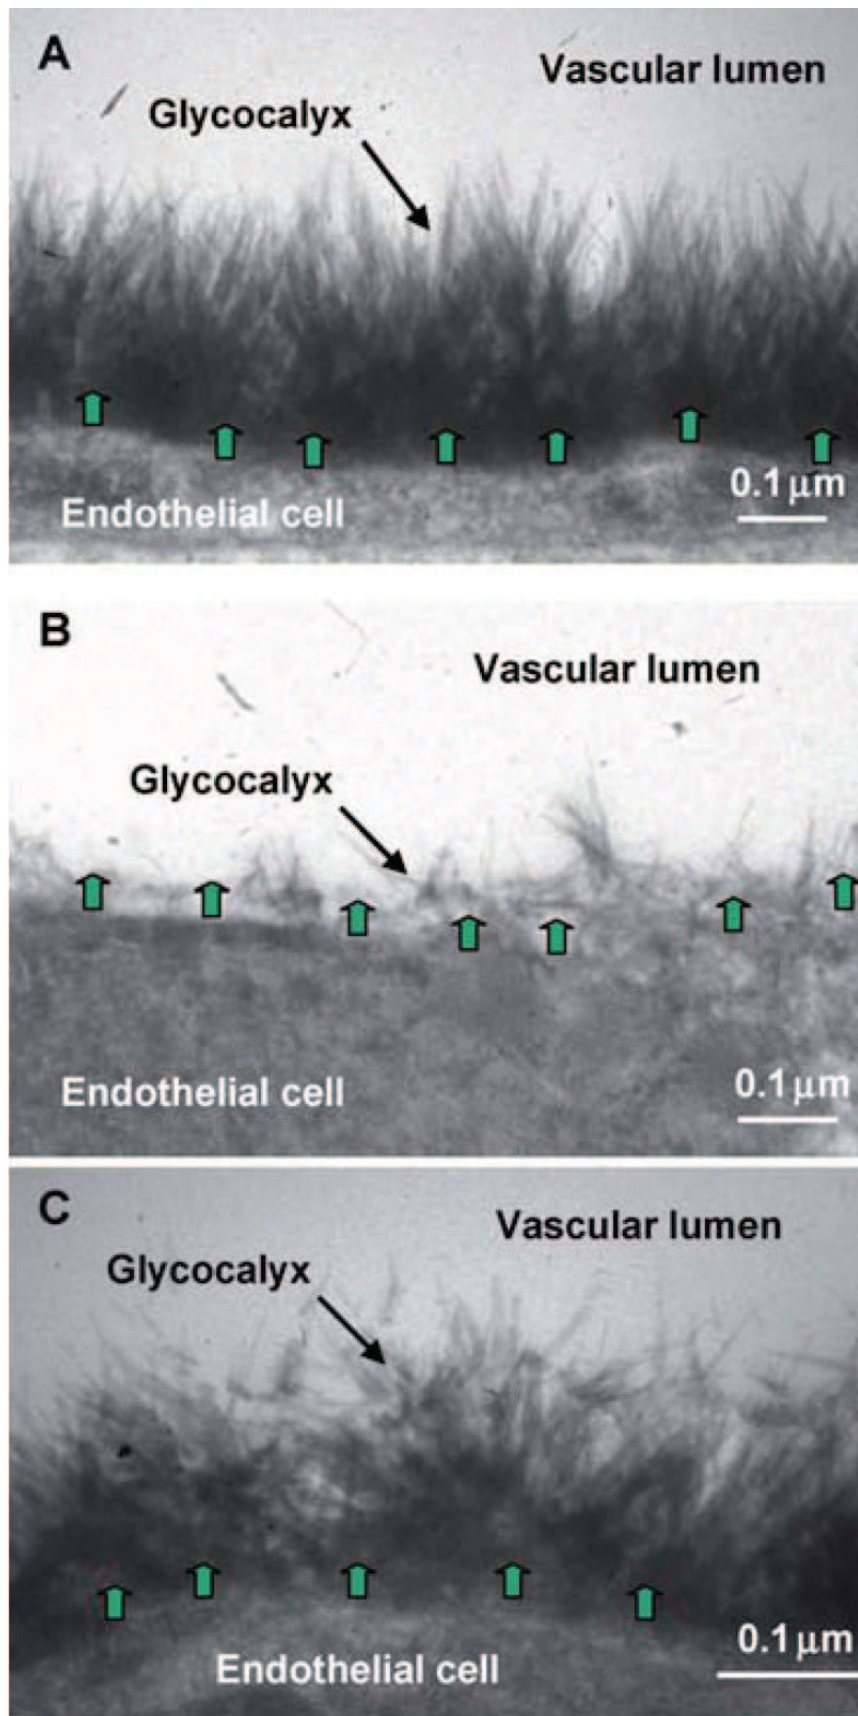 A
Vascular lumen
Glycocalyx
0.1 μm
Endothelial cell
B
Vascular lumen
Glycocalyx
Endothelial cell
0.1 μm
C
Vascular lumen
Glycocalyx
0.1 μm
Endothelial cell